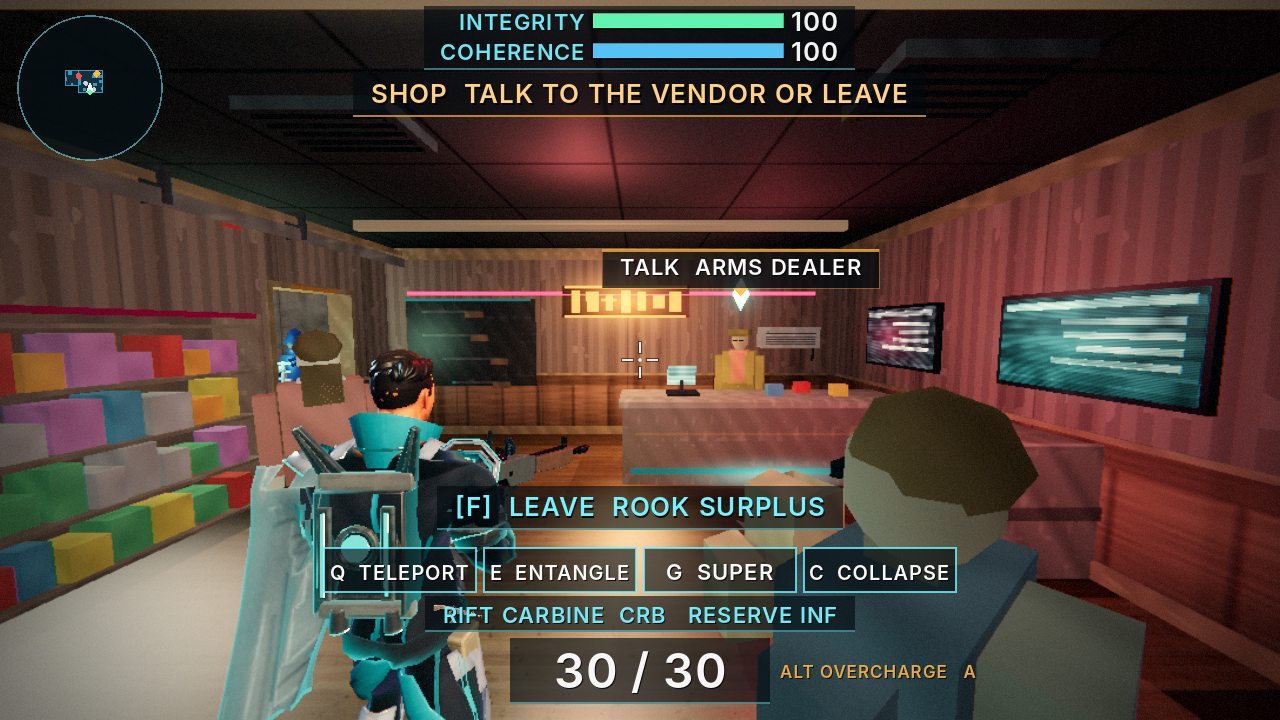 INTEGRITY 100
COHERENCE 100
SHOP TALK TO THE VENDOR OR LEAVE
TALK ARMS DEALER
[F] LEAVE ROOK SURPLUS
Q TELEPORT
E ENTANGLE
G SUPER
C COLLAPSE
RIFT CARBINE CRB RESERVE INF
30 / 30
ALT OVERCHARGE A